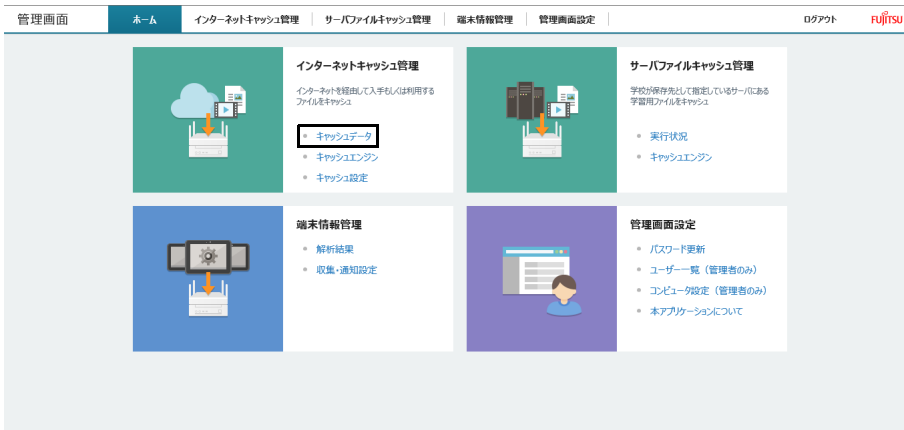 管理画面
ホーム
インターネットキャッシュ管理
サーバファイルキャッシュ管理
端末情報管理
管理画面設定
ログアウト
FUJITSU
インターネットキャッシュ管理
インターネットを経由して入手もしくは利用する
ファイルをキャッシュ
キャッシュデータ
キャッシュエンジン
キャッシュ設定
サーバファイルキャッシュ管理
学校が保存先として指定しているサーバにある
学習用ファイルをキャッシュ
実行状況
キャッシュエンジン
端末情報管理
解析結果
収集・通知設定
管理画面設定
パスワード更新
ユーザー一覧（管理者のみ）
コンピュータ設定（管理者のみ）
本アプリケーションについて